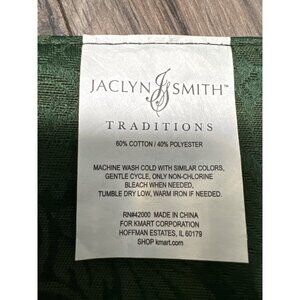 JACLYN JS SMITH™
TRADITIONS
60% COTTON / 40% POLYESTER
MACHINE WASH COLD WITH SIMILAR COLORS,
GENTLE CYCLE, ONLY NON-CHLORINE
BLEACH WHEN NEEDED,
TUMBLE DRY LOW, WARM IRON IF NEEDED.
RN#42000 MADE IN CHINA
FOR KMART CORPORATION
HOFFMAN ESTATES, IL 60179
SHOP kmart.com